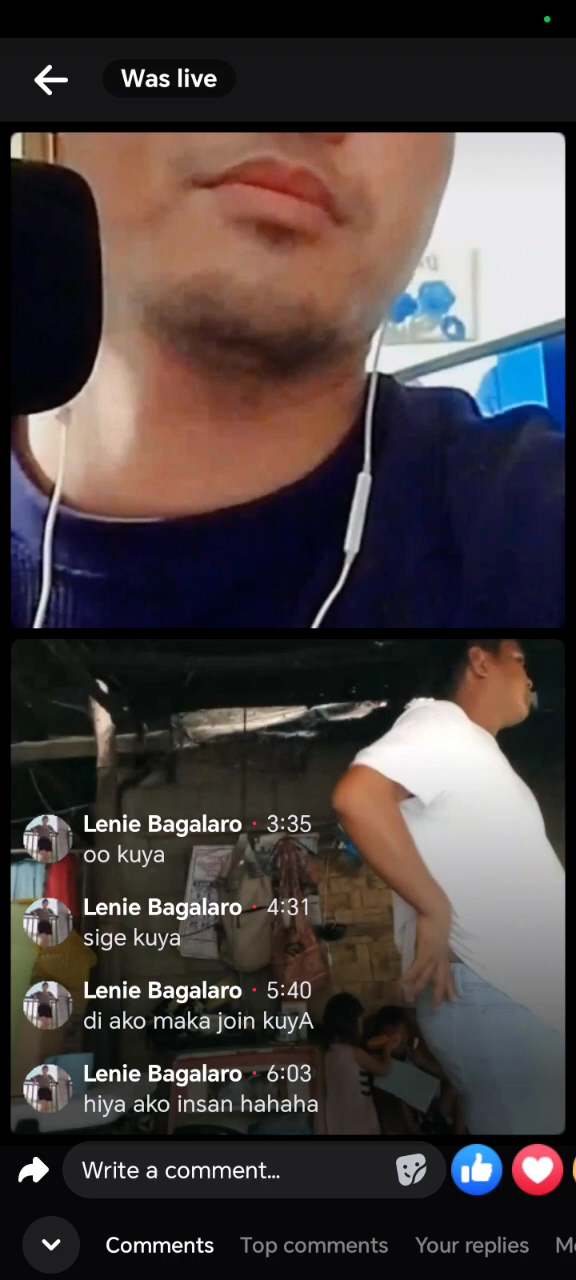 Was live
Lenie Bagalaro • 3:35
oo kuya
Lenie Bagalaro • 4:31
sige kuya
Lenie Bagalaro • 5:40
di ako maka join kuyA
Lenie Bagalaro • 6:03
hiya ako insan hahaha
Write a comment...
Comments Top comments Your replies